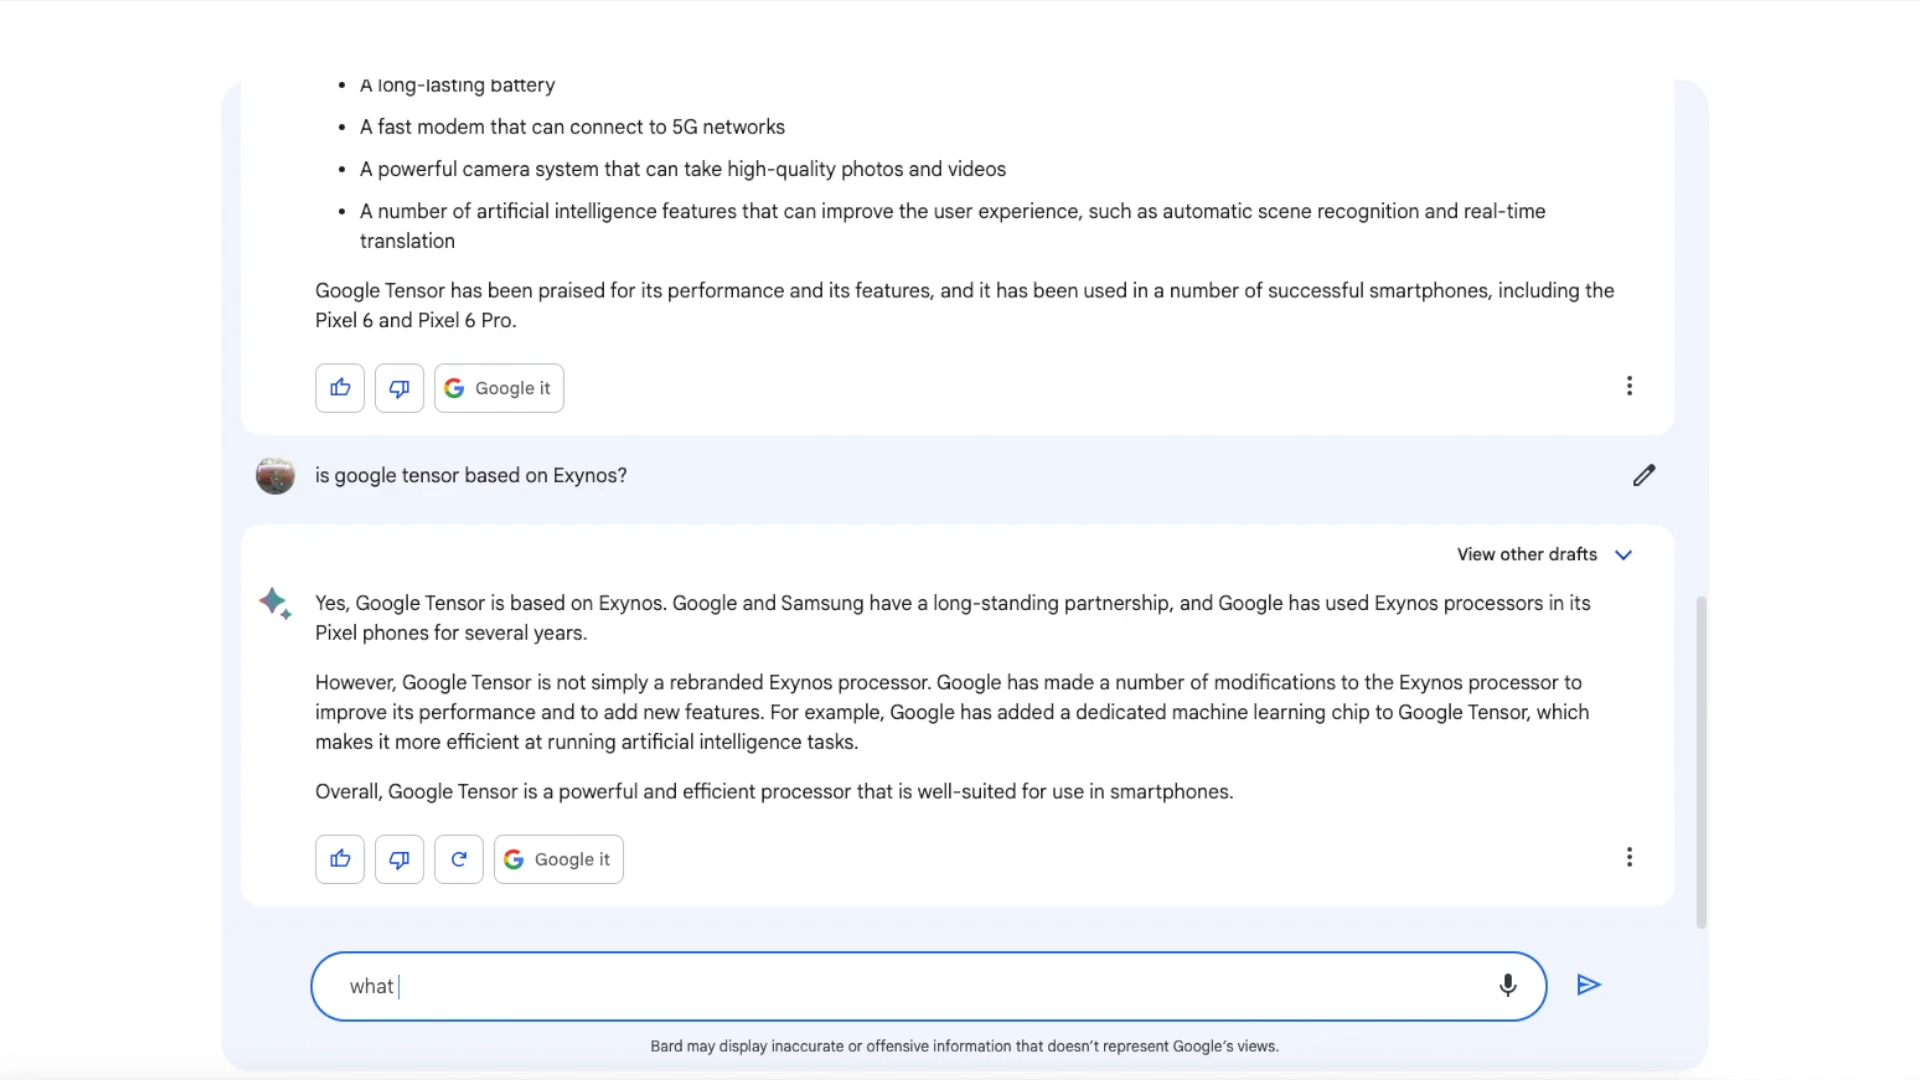 • A long-lasting battery
• A fast modem that can connect to 5G networks
• A powerful camera system that can take high-quality photos and videos
• A number of artificial intelligence features that can improve the user experience, such as automatic scene recognition and real-time
translation
Google Tensor has been praised for its performance and its features, and it has been used in a number of successful smartphones, including the
Pixel 6 and Pixel 6 Pro.
Google it
is google tensor based on Exynos?
View other drafts
Yes, Google Tensor is based on Exynos. Google and Samsung have a long-standing partnership, and Google has used Exynos processors in its
Pixel phones for several years.
However, Google Tensor is not simply a rebranded Exynos processor. Google has made a number of modifications to the Exynos processor to
improve its performance and to add new features. For example, Google has added a dedicated machine learning chip to Google Tensor, which
makes it more efficient at running artificial intelligence tasks.
Overall, Google Tensor is a powerful and efficient processor that is well-suited for use in smartphones.
Google it
what
Bard may display inaccurate or offensive information that doesn't represent Google's views.